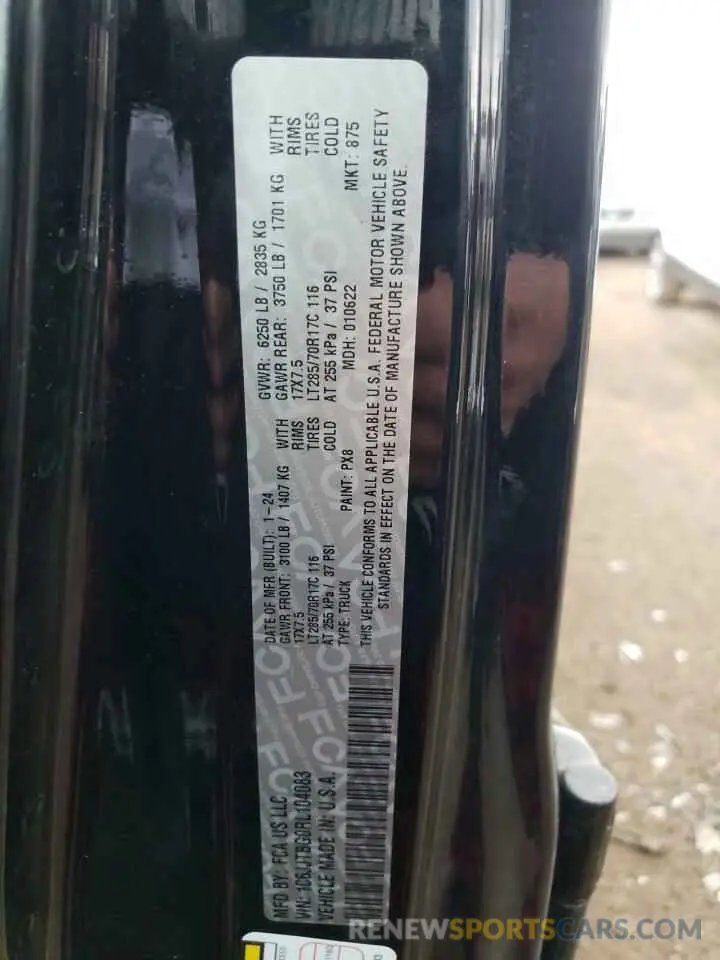 MFD BY: FCA US LLC
DATE OF MFR (BUILT): 1-24
GVWR: 6250 LB / 2835 KG
GAWR FRONT: 3100 LB / 1407 KG WITH
GAWR REAR: 3750 LB / 1701 KG WITH
17X7.5 RIMS
17X7.5 RIMS
LT285/70R17C 116 TIRES
LT285/70R17C 116 TIRES
AT 255 kPa / 37 PSI COLD
AT 255 kPa / 37 PSI COLD
VIN: 1C6JJTBG0RL104083
TYPE: TRUCK
PAINT: PX8
MDH: 010622
MKT: 875
VEHICLE MADE IN: U.S.A.
THIS VEHICLE CONFORMS TO ALL APPLICABLE U.S.A. FEDERAL MOTOR VEHICLE SAFETY
STANDARDS IN EFFECT ON THE DATE OF MANUFACTURE SHOWN ABOVE.
RENEWSPORTSCARS.COM